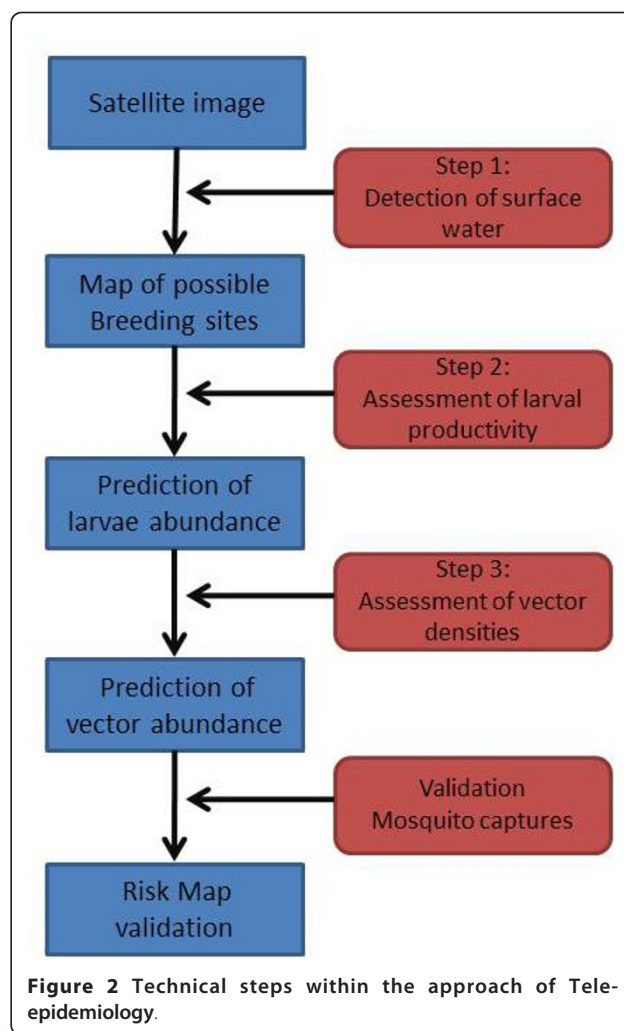 Satellite image
Step 1:
Detection of surface
water
Map of possible
Breeding sites
Step 2:
Assessment of larval
productivity
Prediction of
larvae abundance
Step 3:
Assessment of vector
densities
Prediction of
vector abundance
Validation
Mosquito captures
Risk Map
validation
Figure 2 Technical steps within the approach of Tele-
epidemiology.